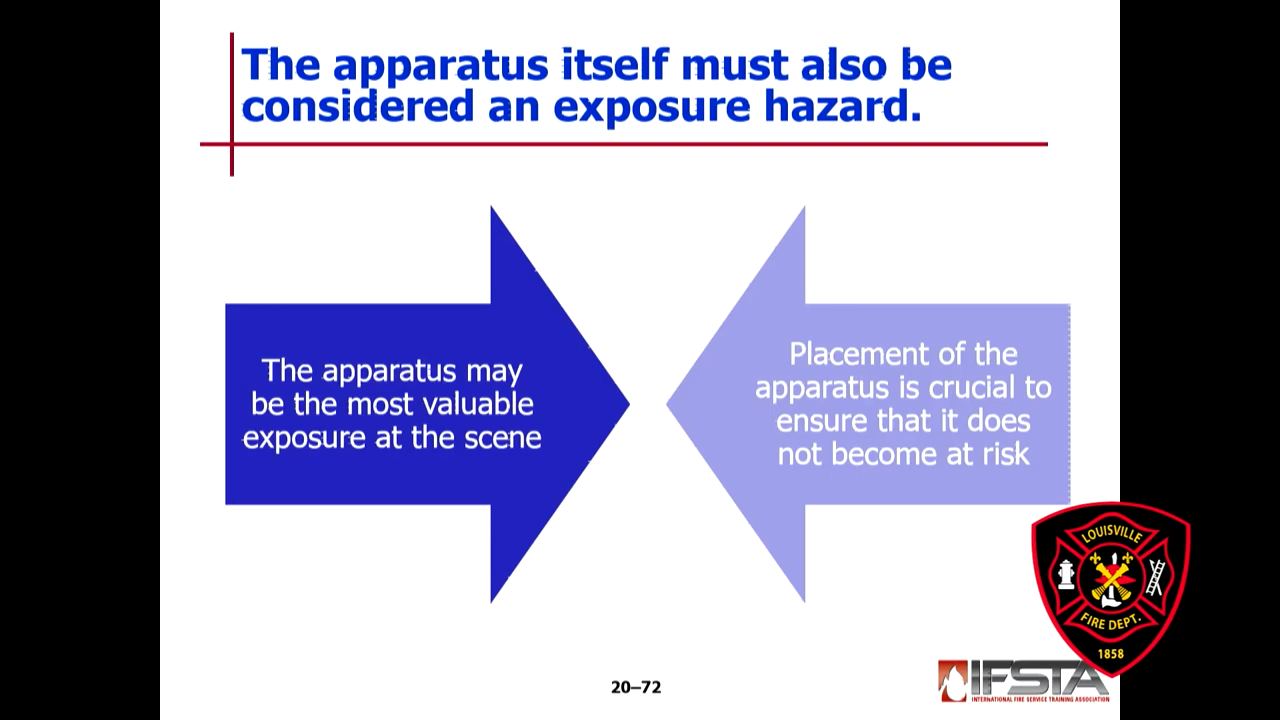 The apparatus itself must also be
considered an exposure hazard.
The apparatus may
be the most valuable
exposure at the scene
Placement of the
apparatus is crucial to
ensure that it does
not become at risk
LOUISVILLE
FIRE DEPT.
1858
20–72
IFSTA
INTERNATIONAL FIRE SERVICE TRAINING ASSOCIATION